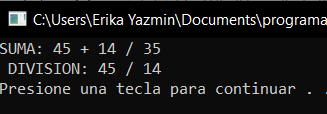 C:\Users\Erika Yazmin\Documents\programa
SUMA: 45 + 14 / 35
DIVISION: 45 / 14
Presione una tecla para continuar . .